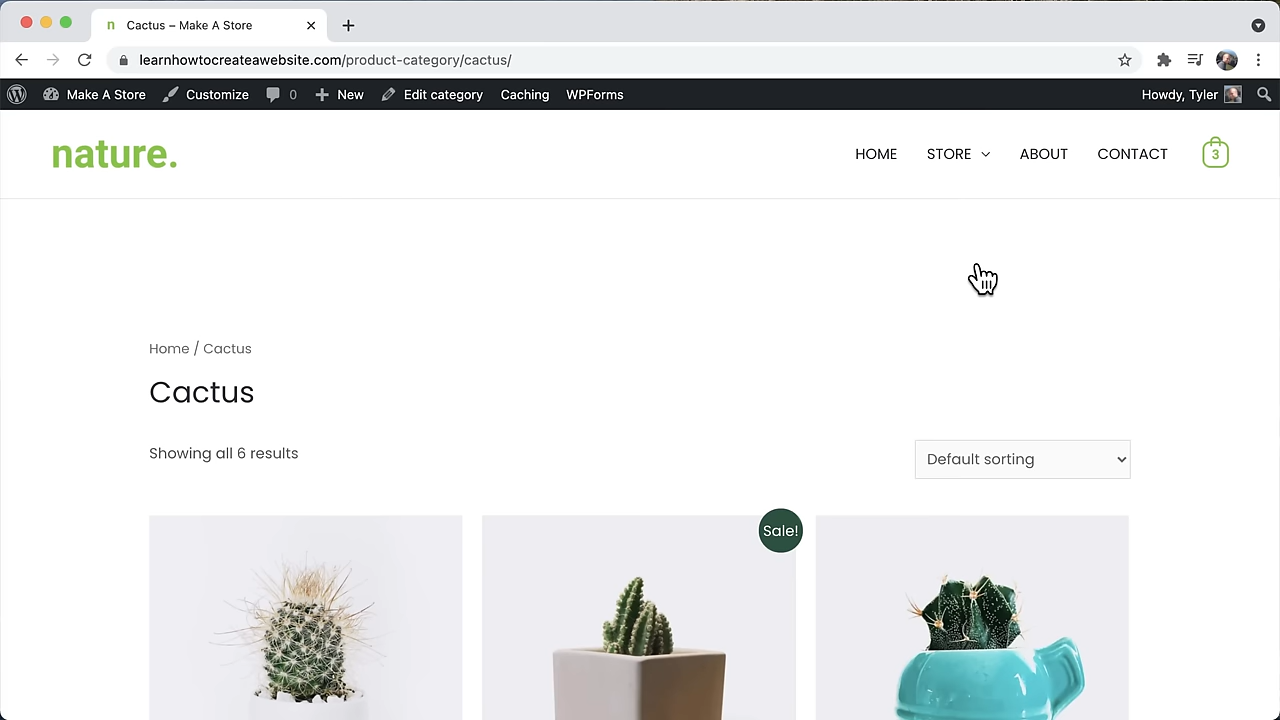 n Cactus – Make A Store
learnhowtocreateawebsite.com/product-category/cactus/
Make A Store Customize 0 New Edit category Caching WPForms Howdy, Tyler
nature. HOME STORE ABOUT CONTACT 3
Home / Cactus
Cactus
Showing all 6 results Default sorting
Sale!